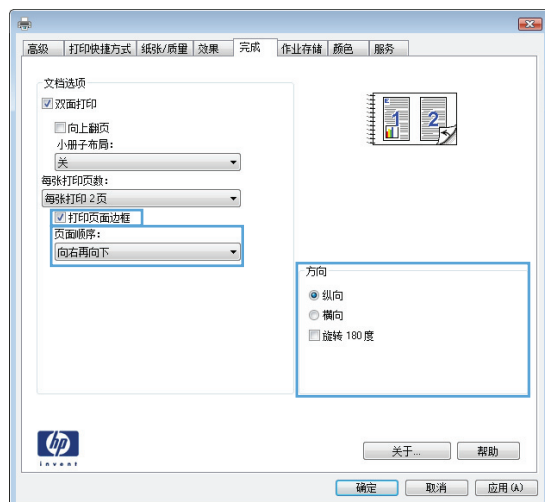 高级 打印快捷方式 纸张/质量 效果 完成 作业存储 颜色 服务
文档选项
双面打印
向上翻页
小册子布局:
关
每张打印页数:
每张打印 2 页
打印页面边框
页面顺序:
向右再向下
1 2
方向
纵向
横向
旋转 180 度
hp
invent
关于... 帮助
确定 取消 应用 (A)